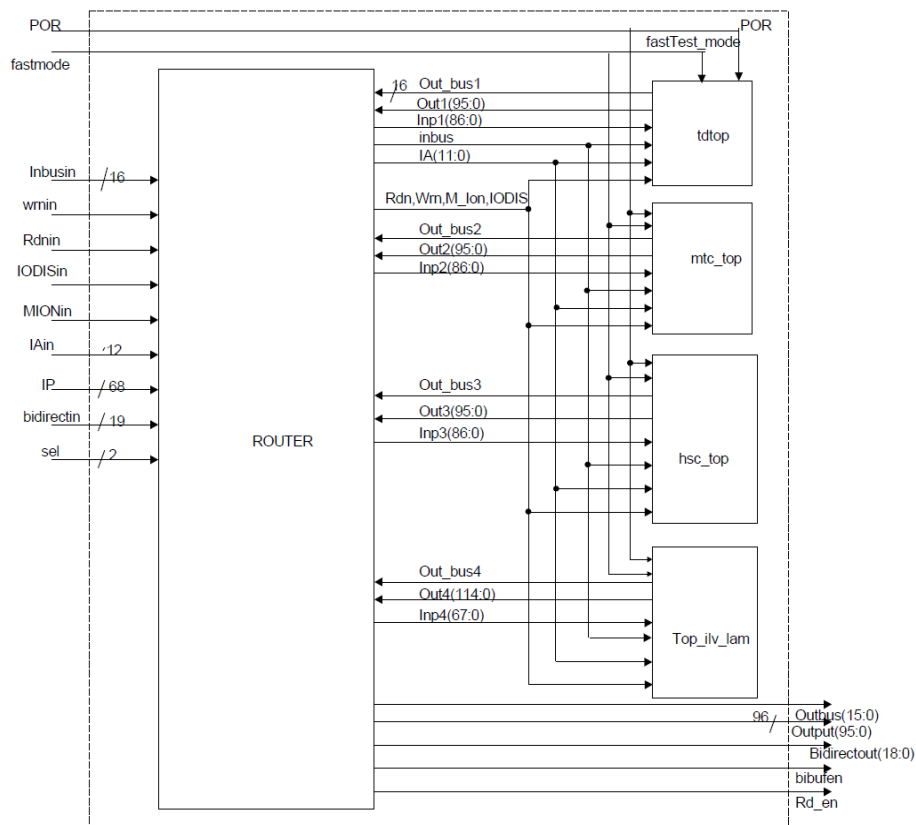 POR
POR
fastTest_mode
fastmode
16
Out_bus1
Out1(95:0)
Inp1(86:0)
inbus
IA(11:0)
tdtop
Inbusin
16
wrnin
Rdn,Wrn,M_Ion,IODIS
Rdnin
Out_bus2
Out2(95:0)
Inp2(86:0)
mtc_top
IODISin
MIONin
IAin
12
IP
68
Out_bus3
Out3(95:0)
Inp3(86:0)
bidirectin
19
sel
2
ROUTER
hsc_top
Out_bus4
Out4(114:0)
Inp4(67:0)
Top_ilv_lam
96
Outbus(15:0)
Output(95:0)
Bidirectout(18:0)
bibufen
Rd_en